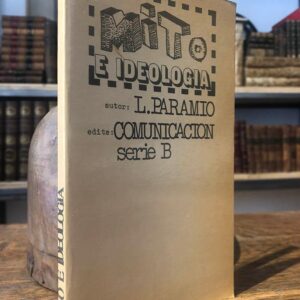 MiTo
E IDEOLOGIA
autor: L.PARAMIO
edita: COMUNICACION
serie B
O E IDEOLOGIA